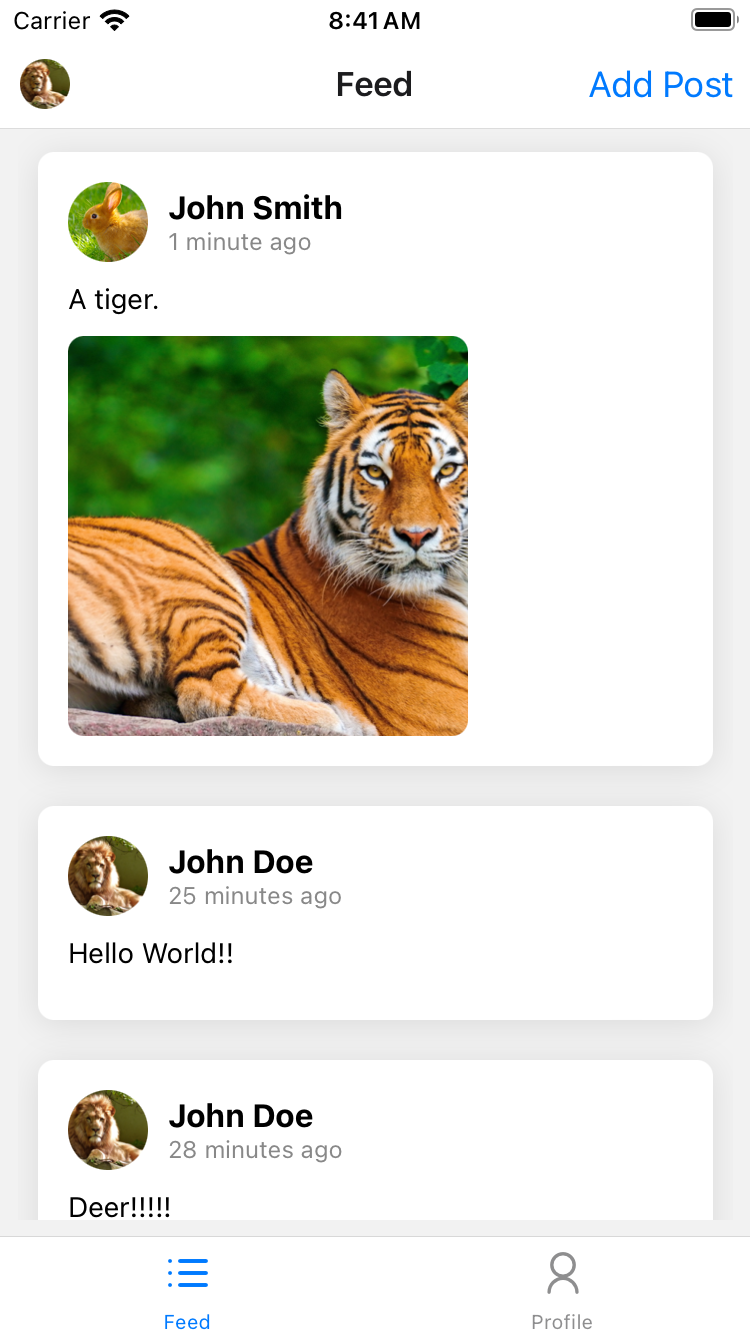 Carrier 8:41 AM
Feed Add Post
John Smith
1 minute ago
A tiger.
John Doe
25 minutes ago
Hello World!!
John Doe
28 minutes ago
Deer!!!!!
Feed Profile